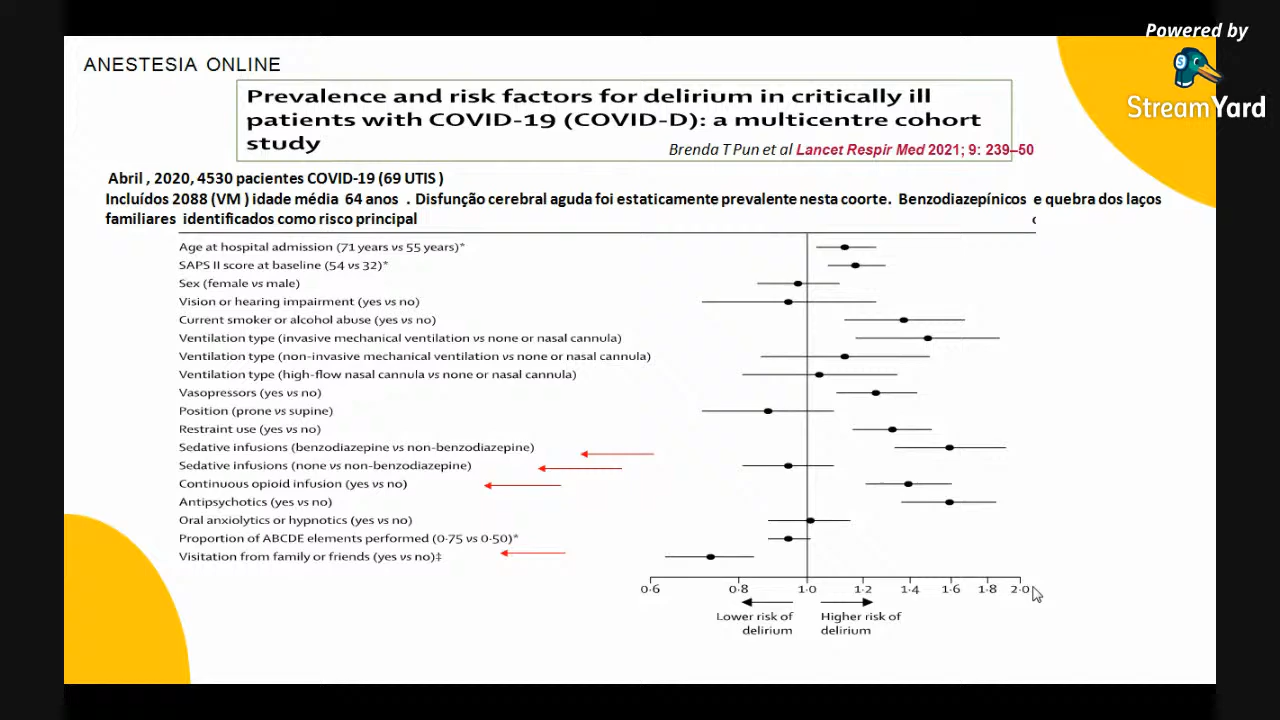 Powered by
StreamYard
ANESTESIA ONLINE
Prevalence and risk factors for delirium in critically ill
patients with COVID-19 (COVID-D): a multicentre cohort
study
Brenda T Pun et al Lancet Respir Med 2021; 9: 239–50
Abril , 2020, 4530 pacientes COVID-19 (69 UTIS )
Incluídos 2088 (VM ) idade média 64 anos . Disfunção cerebral aguda foi estaticamente prevalente nesta coorte. Benzodiazepínicos e quebra dos laços
familiares identificados como risco principal
Age at hospital admission (71 years vs 55 years)*
SAPS II score at baseline (54 vs 32)*
Sex (female vs male)
Vision or hearing impairment (yes vs no)
Current smoker or alcohol abuse (yes vs no)
Ventilation type (invasive mechanical ventilation vs none or nasal cannula)
Ventilation type (non-invasive mechanical ventilation vs none or nasal cannula)
Ventilation type (high-flow nasal cannula vs none or nasal cannula)
Vasopressors (yes vs no)
Position (prone vs supine)
Restraint use (yes vs no)
Sedative infusions (benzodiazepine vs non-benzodiazepine)
Sedative infusions (none vs non-benzodiazepine)
Continuous opioid infusion (yes vs no)
Antipsychotics (yes vs no)
Oral anxiolytics or hypnotics (yes vs no)
Proportion of ABCDE elements performed (0·75 vs 0·50)*
Visitation from family or friends (yes vs no)‡
0·6 0·8 1·0 1·2 1·4 1·6 1·8 2·0
Lower risk of
delirium
Higher risk of
delirium